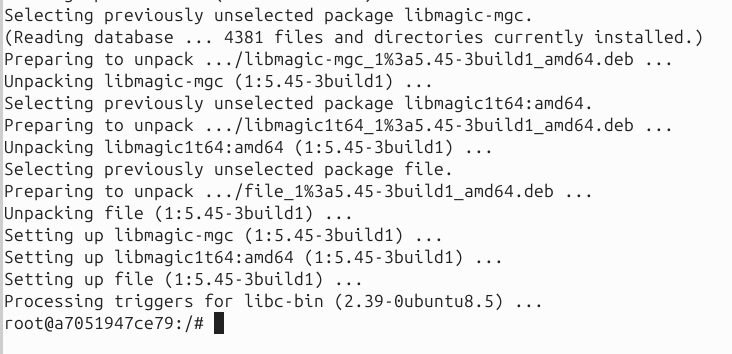 Selecting previously unselected package libmagic-mgc.
(Reading database ... 4381 files and directories currently installed.)
Preparing to unpack .../libmagic-mgc_1%3a5.45-3build1_amd64.deb ...
Unpacking libmagic-mgc (1:5.45-3build1) ...
Selecting previously unselected package libmagic1t64:amd64.
Preparing to unpack .../libmagic1t64_1%3a5.45-3build1_amd64.deb ...
Unpacking libmagic1t64:amd64 (1:5.45-3build1) ...
Selecting previously unselected package file.
Preparing to unpack .../file_1%3a5.45-3build1_amd64.deb ...
Unpacking file (1:5.45-3build1) ...
Setting up libmagic-mgc (1:5.45-3build1) ...
Setting up libmagic1t64:amd64 (1:5.45-3build1) ...
Setting up file (1:5.45-3build1) ...
Processing triggers for libc-bin (2.39-0ubuntu8.5) ...
root@a7051947ce79:/#